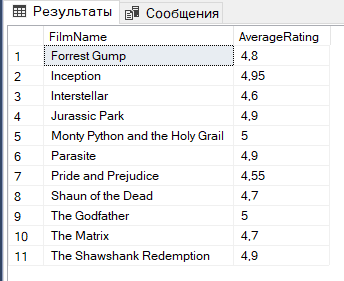 Результаты Сообщения
FilmName AverageRating
1 Forrest Gump 4,8
2 Inception 4,95
3 Interstellar 4,6
4 Jurassic Park 4,9
5 Monty Python and the Holy Grail 5
6 Parasite 4,9
7 Pride and Prejudice 4,55
8 Shaun of the Dead 4,7
9 The Godfather 5
10 The Matrix 4,7
11 The Shawshank Redemption 4,9